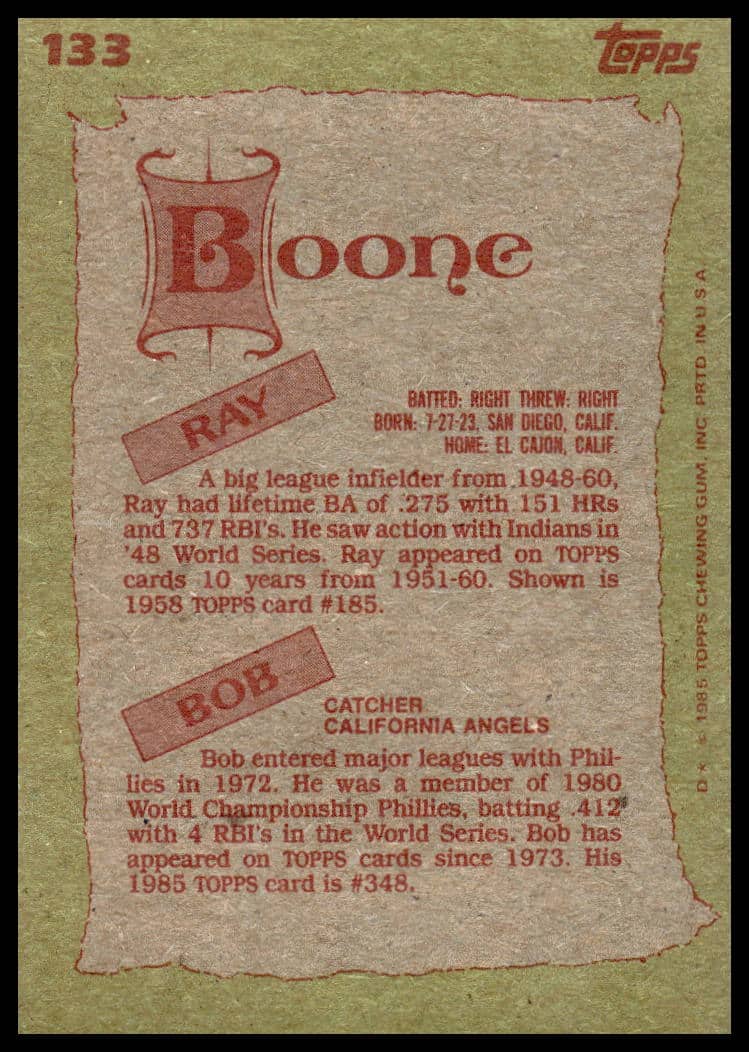 133
TOPPS
Boone
RAY
BATTED: RIGHT THREW: RIGHT
BORN: 7-27-23, SAN DIEGO, CALIF.
HOME: EL CAJON, CALIF.
A big league infielder from 1948-60,
Ray had lifetime BA of .275 with 151 HRs
and 737 RBI's. He saw action with Indians in
'48 World Series. Ray appeared on TOPPS
cards 10 years from 1951-60. Shown is
1958 TOPPS card #185.
BOB
CATCHER
CALIFORNIA ANGELS
Bob entered major leagues with Phil-
lies in 1972. He was a member of 1980
World Championship Phillies, batting .412
with 4 RBI's in the World Series. Bob has
appeared on TOPPS cards since 1973. His
1985 TOPPS card is #348.
D* © 1985 TOPPS CHEWING GUM, INC. PRTD. IN U.S.A.